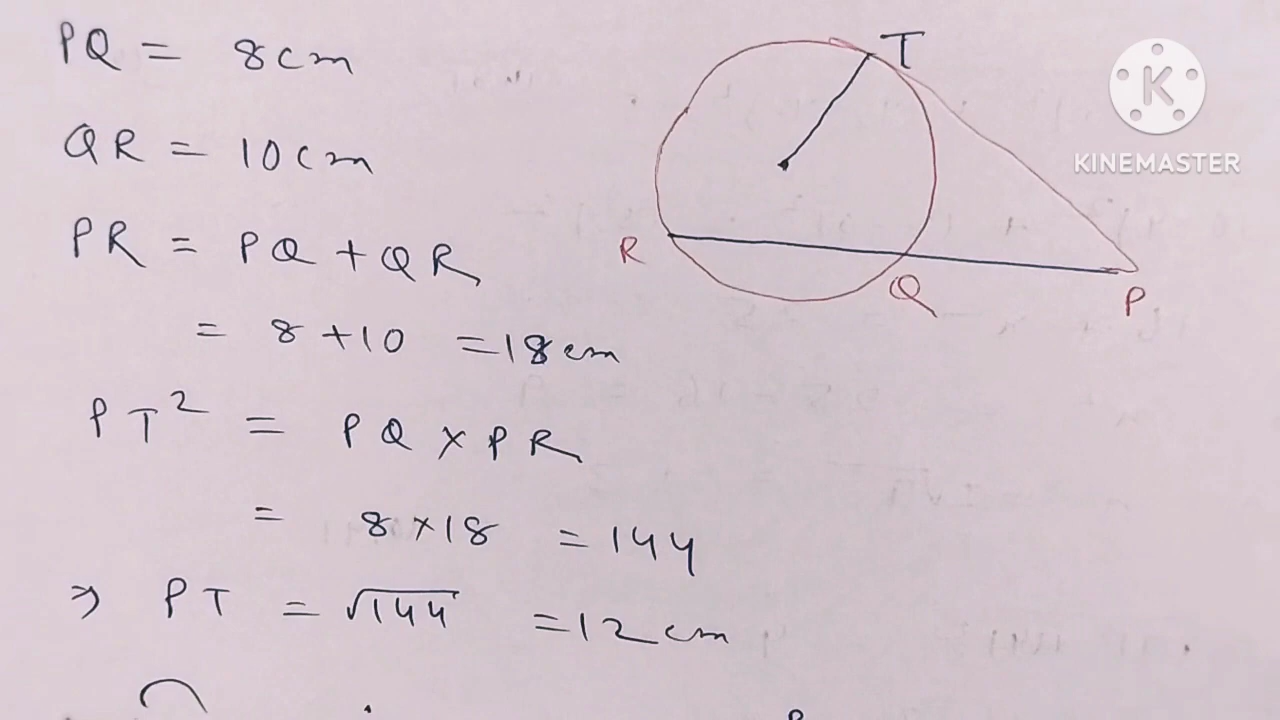 PQ = 8cm
QR = 10cm
PR = PQ + QR
= 8 + 10 = 18cm
PT² = PQ × PR
= 8 × 18 = 144
⇒ PT = √144 = 12cm
T
R
Q
P
K
KINEMASTER